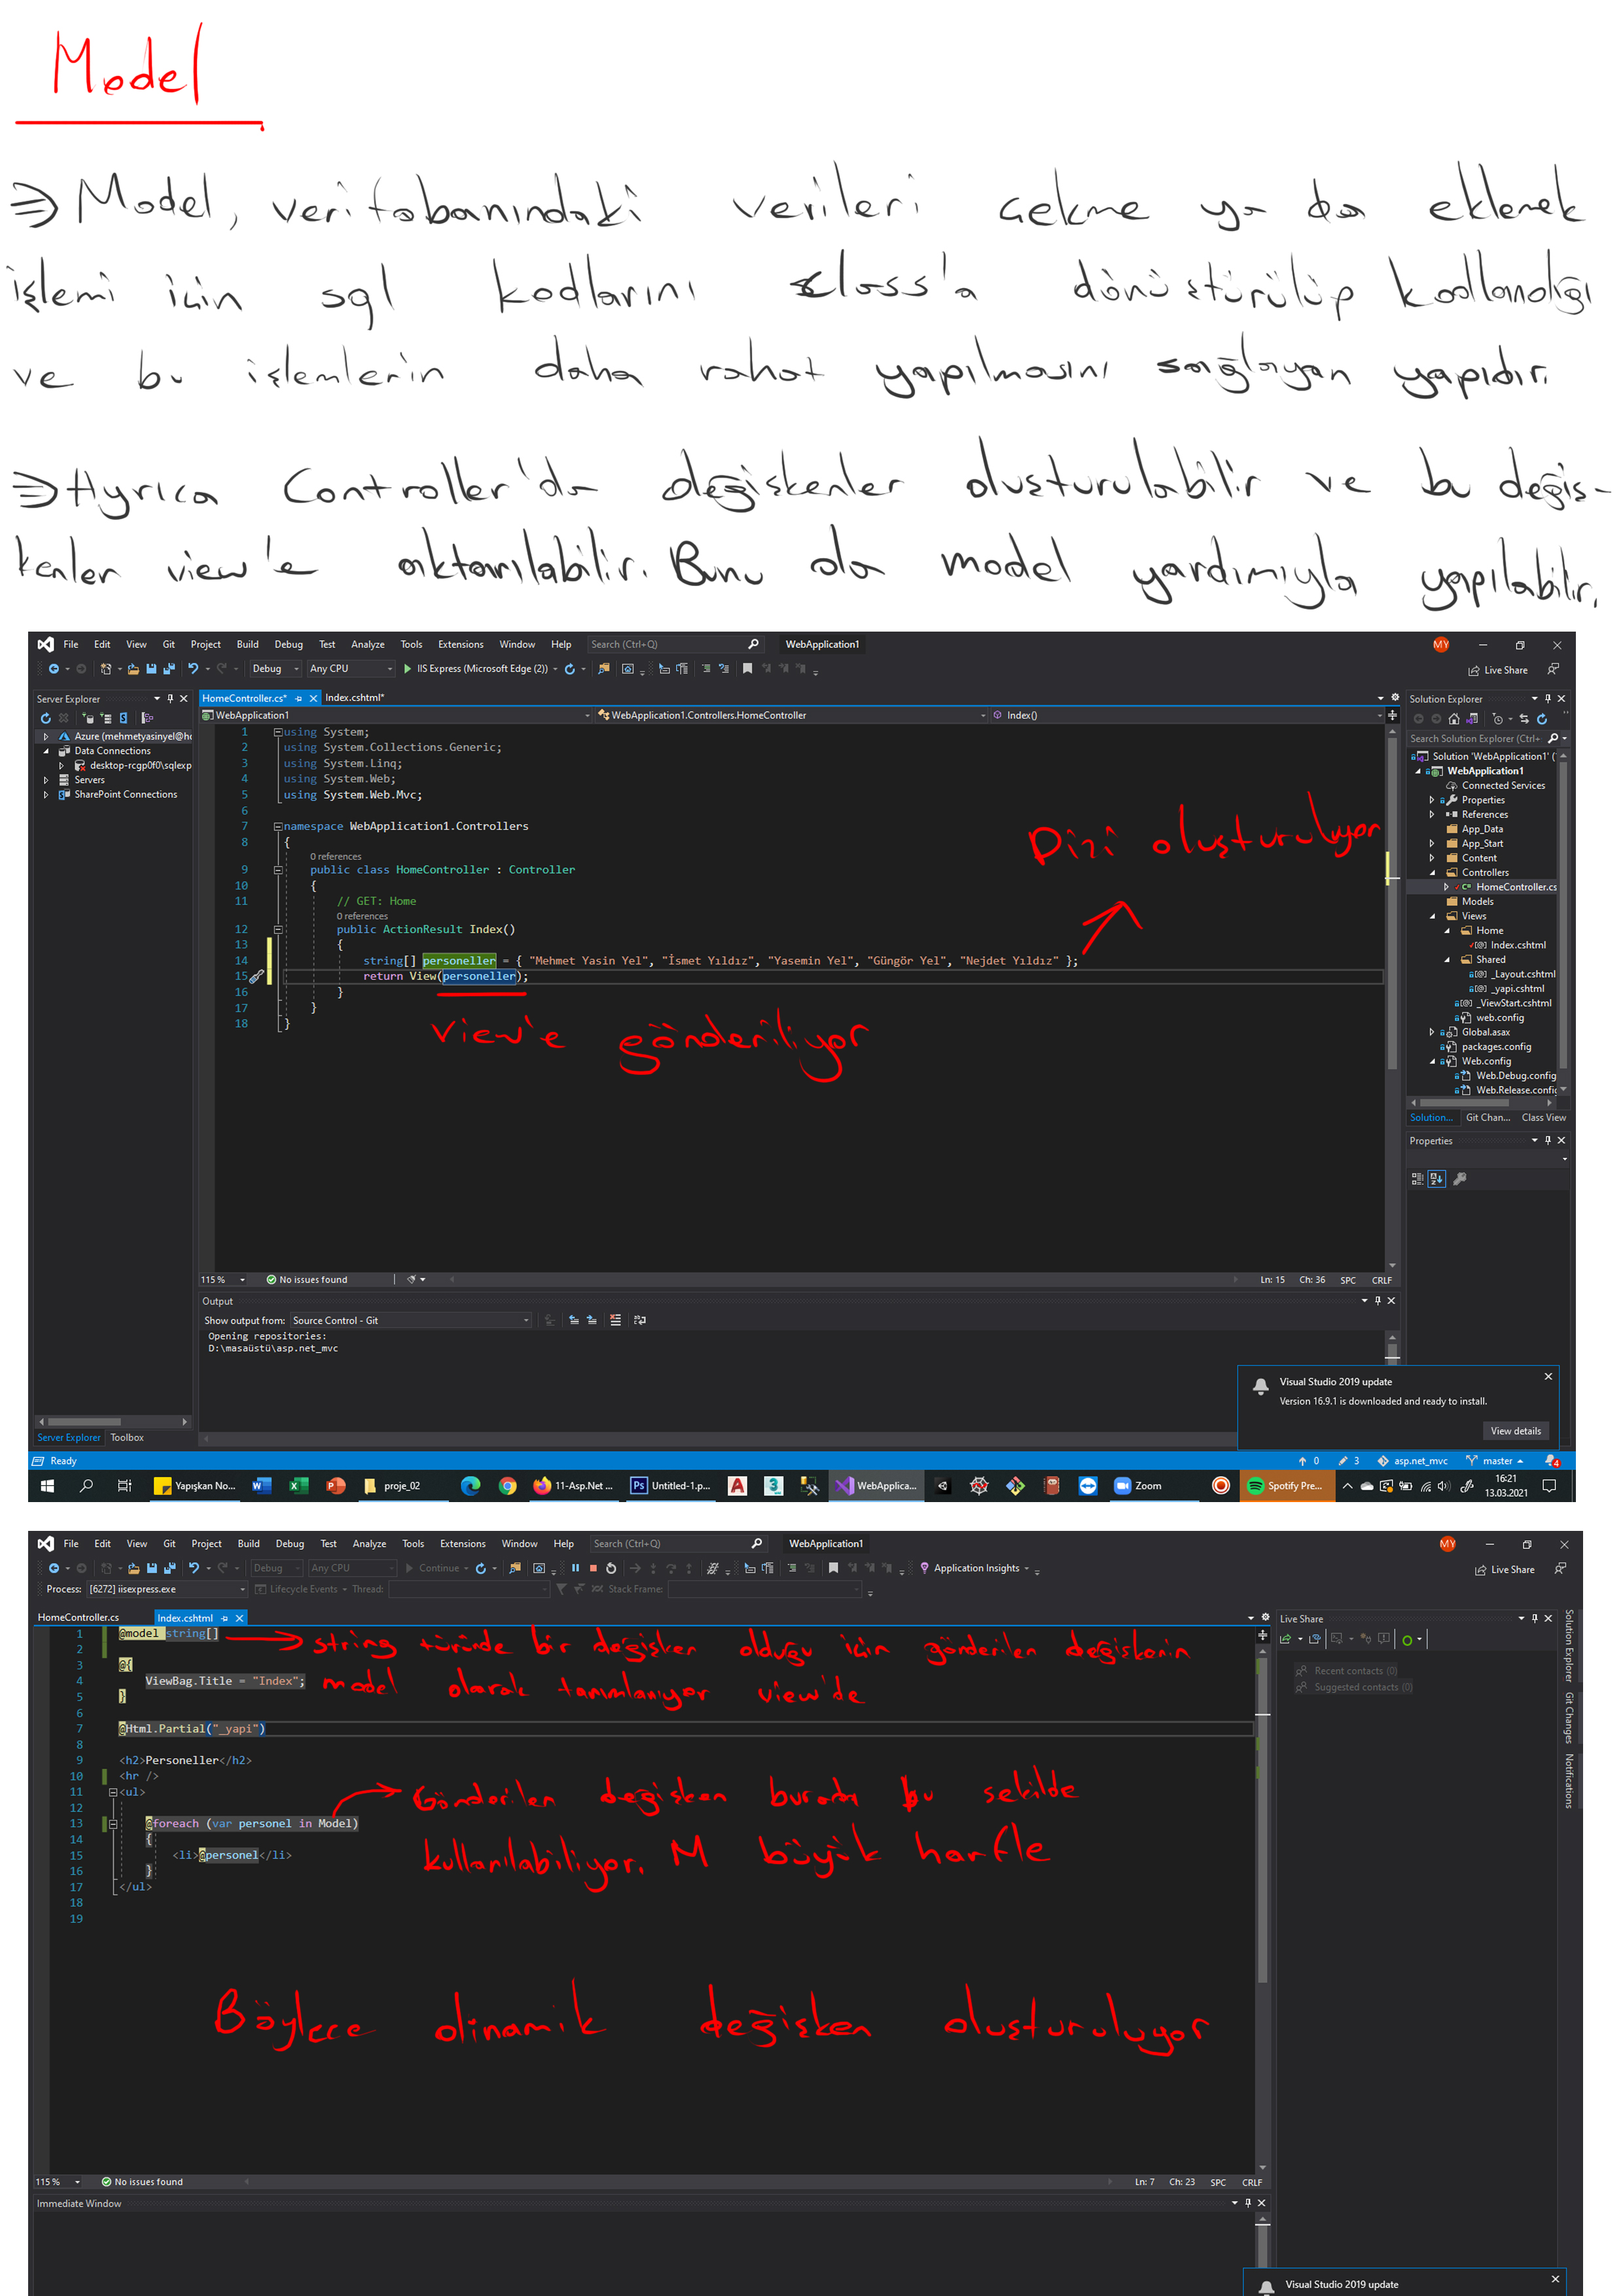 Model
⇒ Model, veritabanındaki verileri çekme ya da eklemek
işlemi için sql kodlarını class'a dönüştürülüp kodlandığı
ve bu işlemlerin daha rahat yapılmasını sağlayan yapıdır.
⇒ Ayrıca Controller'da değişkenler oluşturulabilir ve bu değiş-
kenler view'e aktarılabilir. Bunu da model yardımıyla yapılabilir.
File Edit View Git Project Build Debug Test Analyze Tools Extensions Window Help Search (Ctrl+Q) WebApplication1 MY
Debug Any CPU IIS Express (Microsoft Edge (2)) Live Share
Server Explorer
Azure (mehmetyasinyel@ho
Data Connections
desktop-rcgp0f0\sqlexp
Servers
SharePoint Connections
HomeController.cs* Index.cshtml*
WebApplication1 WebApplication1.Controllers.HomeController Index()
1 using System;
2 using System.Collections.Generic;
3 using System.Linq;
4 using System.Web;
5 using System.Web.Mvc;
6
7 namespace WebApplication1.Controllers
8 {
0 references
9 public class HomeController : Controller
10 {
11 // GET: Home
0 references
12 public ActionResult Index()
13 {
14 string[] personeller = { "Mehmet Yasin Yel", "İsmet Yıldız", "Yasemin Yel", "Güngör Yel", "Nejdet Yıldız" };
15 return View(personeller);
16 }
17 }
18 }
Dizi oluşturuluyor
view'e gönderiliyor
Solution Explorer
Search Solution Explorer (Ctrl+
Solution 'WebApplication1' (
WebApplication1
Connected Services
Properties
References
App_Data
App_Start
Content
Controllers
HomeController.cs
Models
Views
Home
Index.cshtml
Shared
_Layout.cshtml
_yapi.cshtml
_ViewStart.cshtml
web.config
Global.asax
packages.config
Web.config
Web.Debug.config
Web.Release.config
Solution... Git Chan... Class View
Properties
115 % No issues found Ln: 15 Ch: 36 SPC CRLF
Output
Show output from: Source Control - Git
Opening repositories:
D:\masaüstü\asp.net_mvc
Visual Studio 2019 update
Version 16.9.1 is downloaded and ready to install.
View details
Server Explorer Toolbox
Ready 0 3 asp.net_mvc master 4
Yapışkan No... proje_02 11-Asp.Net ... Untitled-1.p... WebApplica... Zoom Spotify Pre... 16:21
13.03.2021
File Edit View Git Project Build Debug Test Analyze Tools Extensions Window Help Search (Ctrl+Q) WebApplication1 MY
Debug Any CPU Continue Application Insights Live Share
Process: [6272] iisexpress.exe Lifecycle Events Thread: Stack Frame:
HomeController.cs Index.cshtml
1 @model string[]
2
3 @{
4 ViewBag.Title = "Index";
5 }
6
7 @Html.Partial("_yapi")
8
9 <h2>Personeller</h2>
10 <hr />
11 <ul>
12
13 @foreach (var personel in Model)
14 {
15 <li>@personel</li>
16 }
17 </ul>
18
19
string türünde bir değişken olduğu için gönderilen değişkenin
model olarak tanımlanıyor view'de
Gönderilen değişken burada bu şekilde
kullanılabiliyor. M büyük harfle
Böylece dinamik değişken oluşturuluyor
Live Share
Recent contacts (0)
Suggested contacts (0)
Solution Explorer
Git Changes
Notifications
115 % No issues found Ln: 7 Ch: 23 SPC CRLF
Immediate Window
Visual Studio 2019 update